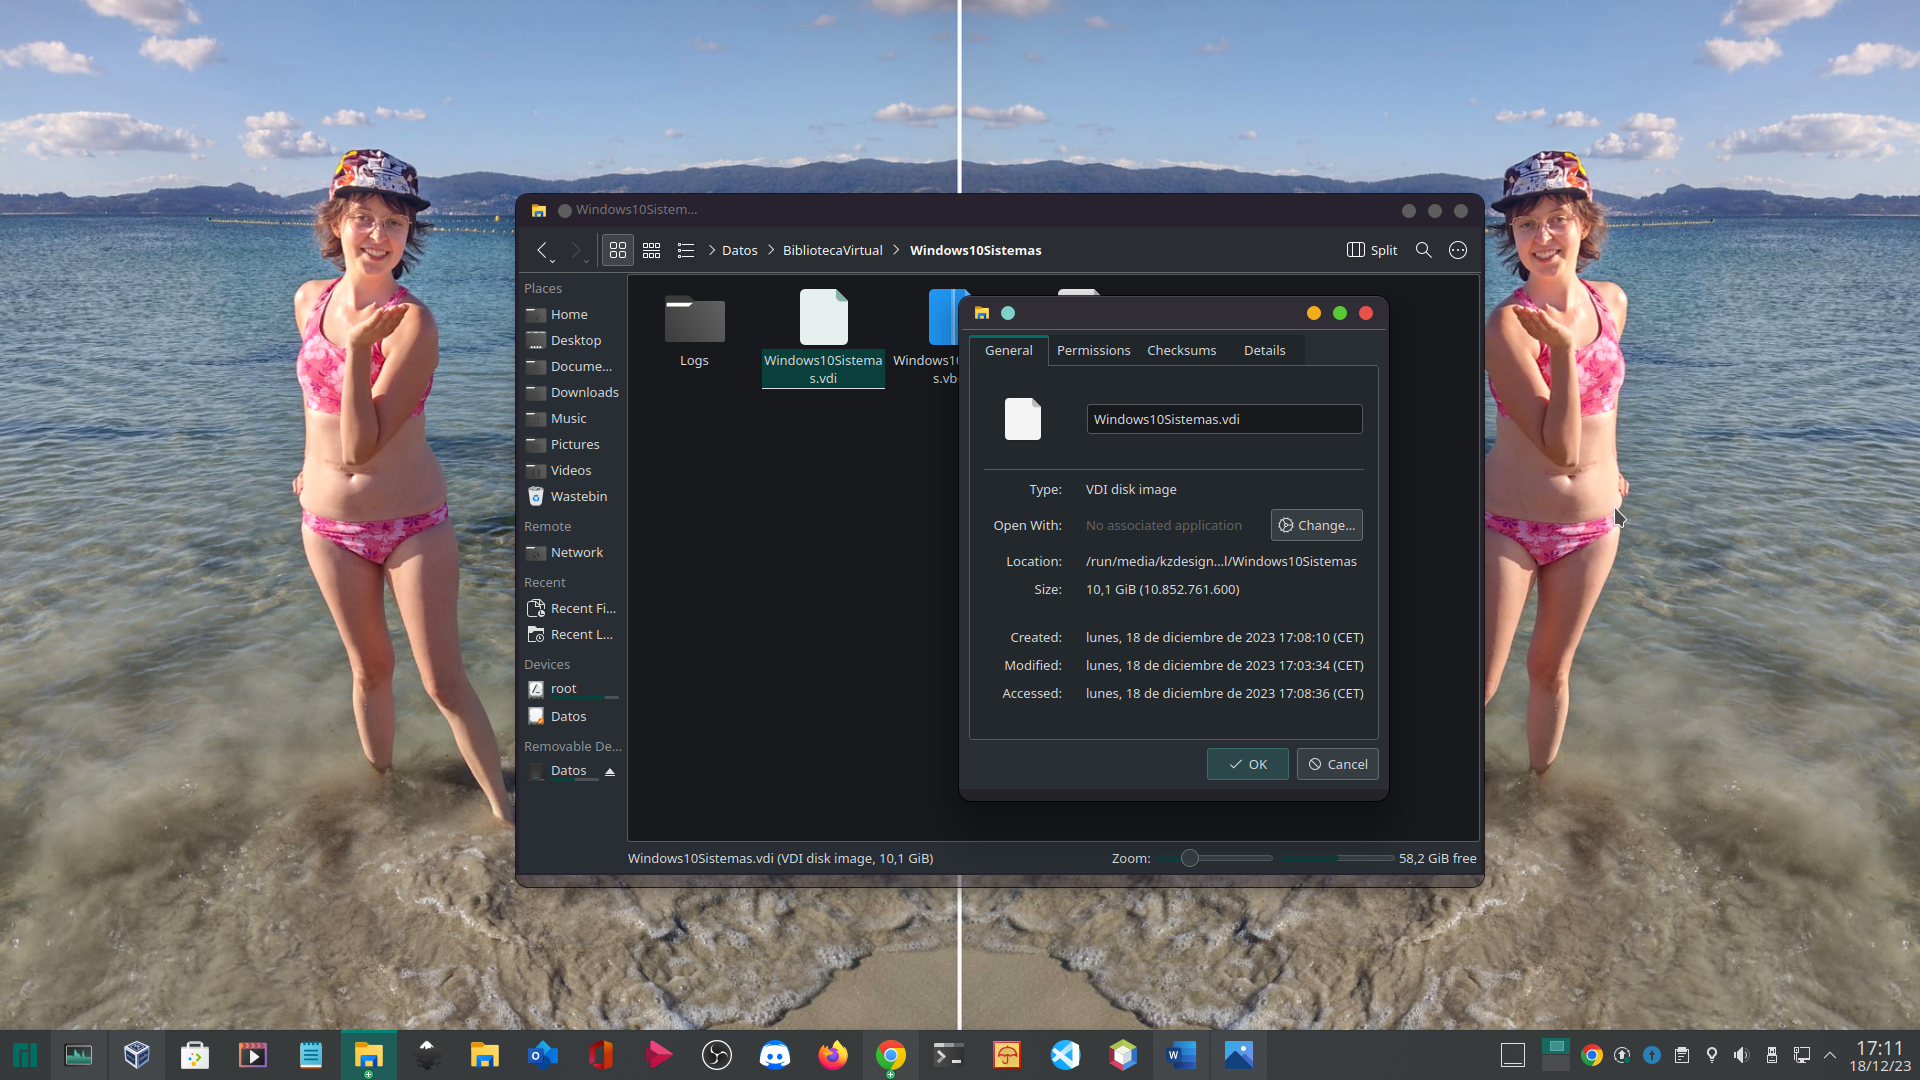 Windows10Sistem...
Datos
BibliotecaVirtual
Windows10Sistemas
Split
Places
Home
Desktop
Docume...
Downloads
Music
Pictures
Videos
Wastebin
Remote
Network
Recent
Recent Fi...
Recent L...
Devices
root
Datos
Removable De...
Datos
Logs
Windows10Sistema
s.vdi
Windows10
s.vb
General
Permissions
Checksums
Details
Windows10Sistemas.vdi
Type: VDI disk image
Open With: No associated application
Change...
Location: /run/media/kzdesign...l/Windows10Sistemas
Size: 10,1 GiB (10.852.761.600)
Created: lunes, 18 de diciembre de 2023 17:08:10 (CET)
Modified: lunes, 18 de diciembre de 2023 17:03:34 (CET)
Accessed: lunes, 18 de diciembre de 2023 17:08:36 (CET)
OK
Cancel
Windows10Sistemas.vdi (VDI disk image, 10,1 GiB)
Zoom:
58,2 GiB free
17:11
18/12/23